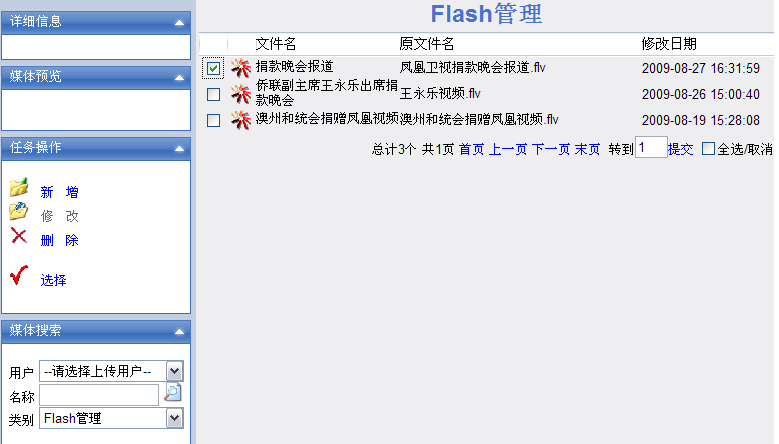 详细信息
媒体预览
任务操作
新 增
修 改
删 除
选择
媒体搜索
用户 --请选择上传用户--
名称
类别 Flash管理
Flash管理
文件名 原文件名 修改日期
捐款晚会报道 凤凰卫视捐款晚会报道.flv 2009-08-27 16:31:59
侨联副主席王永乐出席捐
款晚会 王永乐视频.flv 2009-08-26 15:00:40
澳州和统会捐赠凤凰视频 澳州和统会捐赠凤凰视频.flv 2009-08-19 15:28:08
总计3个 共1页 首页 上一页 下一页 末页 转到 1 提交 全选/取消